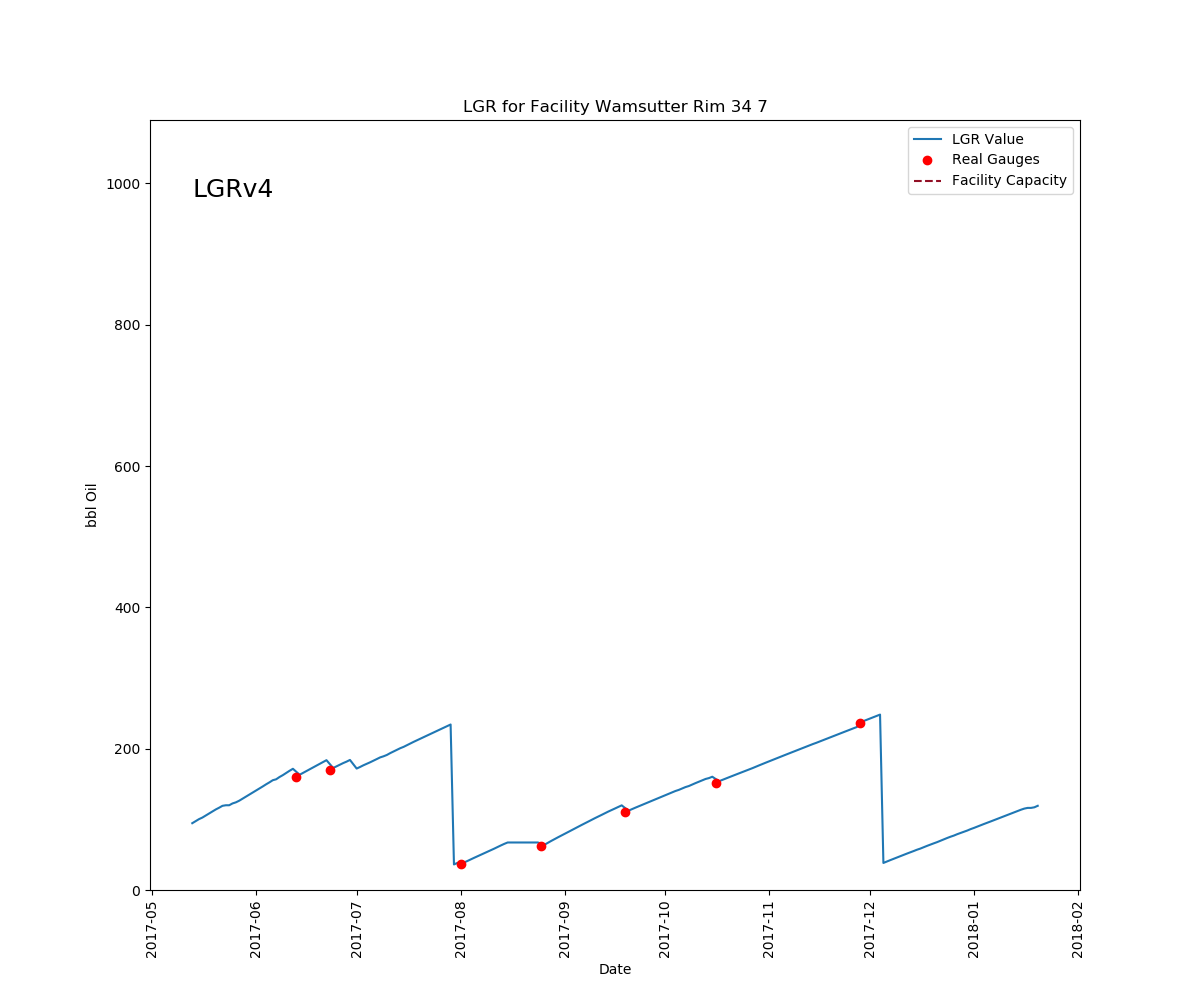 LGR for Facility Wamsutter Rim 34 7
LGRv4
LGR Value
Real Gauges
Facility Capacity
bbl Oil
1000
800
600
400
200
0
2017-05
2017-06
2017-07
2017-08
2017-09
2017-10
2017-11
2017-12
2018-01
2018-02
Date